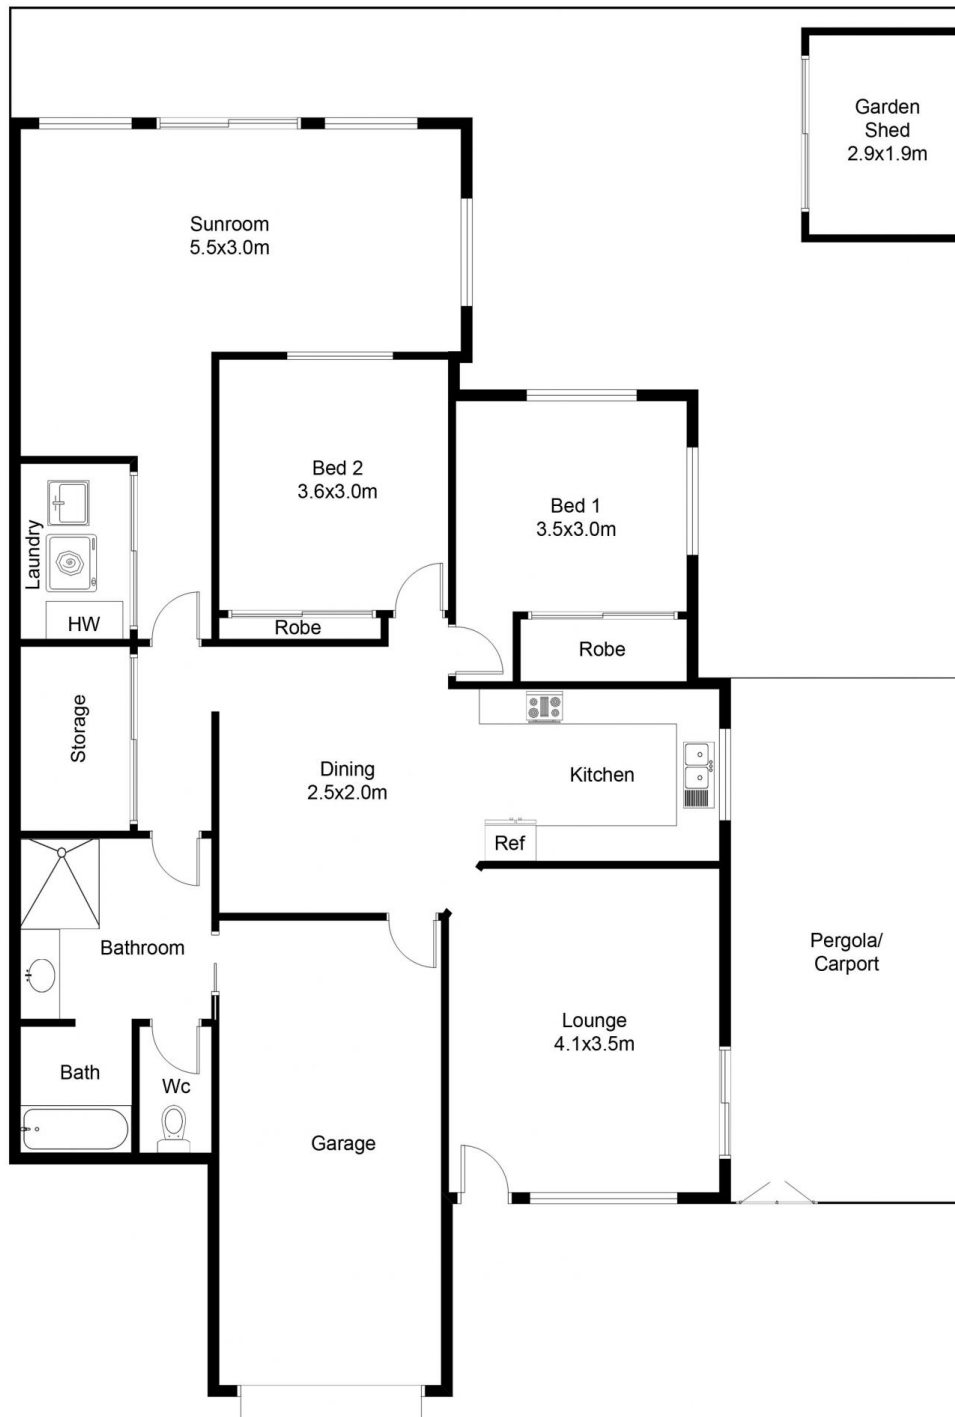 Garden
Shed
2.9x1.9m
Sunroom
5.5x3.0m
Bed 2
3.6x3.0m
Bed 1
3.5x3.0m
Laundry
HW
Robe
Robe
Storage
Dining
2.5x2.0m
Kitchen
Ref
Bathroom
Pergola/
Carport
Lounge
4.1x3.5m
Bath
Wc
Garage